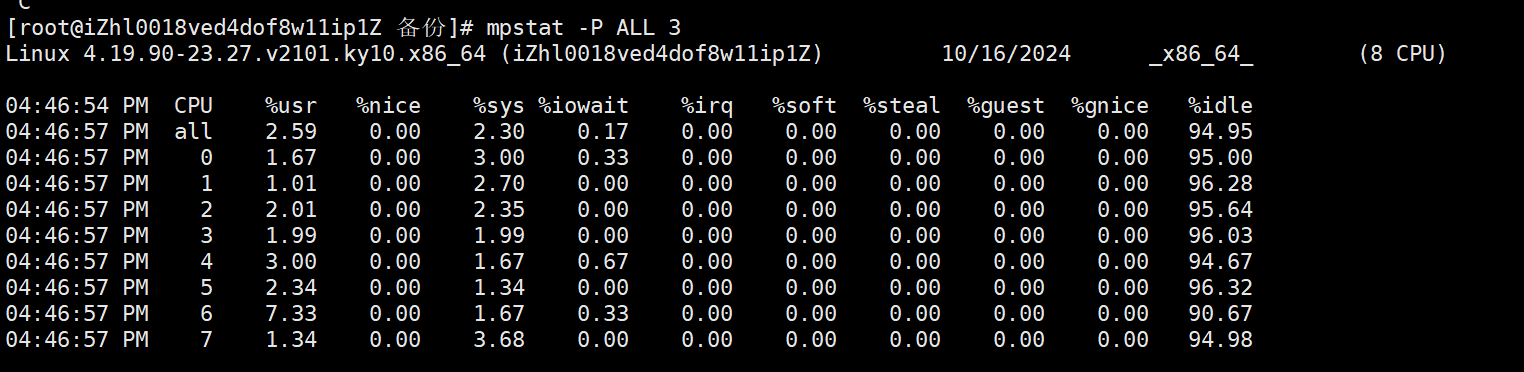 C
[root@iZhl0018ved4dof8w11ip1Z 备份]# mpstat -P ALL 3
Linux 4.19.90-23.27.v2101.ky10.x86_64 (iZhl0018ved4dof8w11ip1Z) 10/16/2024 _x86_64_ (8 CPU)
04:46:54 PM CPU %usr %nice %sys %iowait %irq %soft %steal %guest %gnice %idle
04:46:57 PM all 2.59 0.00 2.30 0.17 0.00 0.00 0.00 0.00 0.00 94.95
04:46:57 PM 0 1.67 0.00 3.00 0.33 0.00 0.00 0.00 0.00 0.00 95.00
04:46:57 PM 1 1.01 0.00 2.70 0.00 0.00 0.00 0.00 0.00 0.00 96.28
04:46:57 PM 2 2.01 0.00 2.35 0.00 0.00 0.00 0.00 0.00 0.00 95.64
04:46:57 PM 3 1.99 0.00 1.99 0.00 0.00 0.00 0.00 0.00 0.00 96.03
04:46:57 PM 4 3.00 0.00 1.67 0.67 0.00 0.00 0.00 0.00 0.00 94.67
04:46:57 PM 5 2.34 0.00 1.34 0.00 0.00 0.00 0.00 0.00 0.00 96.32
04:46:57 PM 6 7.33 0.00 1.67 0.33 0.00 0.00 0.00 0.00 0.00 90.67
04:46:57 PM 7 1.34 0.00 3.68 0.00 0.00 0.00 0.00 0.00 0.00 94.98